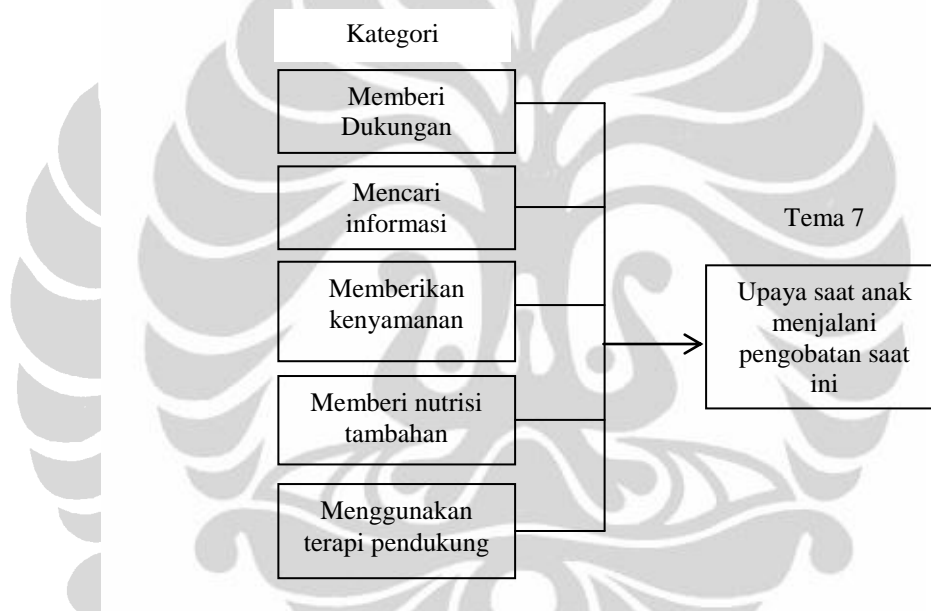 Kategori
Memberi
Dukungan
Mencari
informasi
Memberikan
kenyamanan
Memberi nutrisi
tambahan
Menggunakan
terapi pendukung
Tema 7
Upaya saat anak
menjalani
pengobatan saat
ini